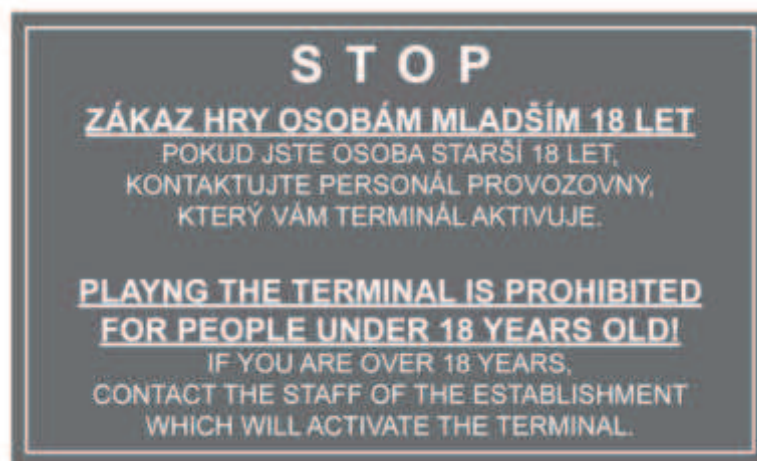 S T O P
ZÁKAZ HRY OSOBÁM MLADŠÍM 18 LET
POKUD JSTE OSOBA STARŠÍ 18 LET,
KONTAKTUJTE PERSONÁL PROVOZOVNY,
KTERÝ VÁM TERMINÁL AKTIVUJE.
PLAYNG THE TERMINAL IS PROHIBITED
FOR PEOPLE UNDER 18 YEARS OLD!
IF YOU ARE OVER 18 YEARS,
CONTACT THE STAFF OF THE ESTABLISHMENT
WHICH WILL ACTIVATE THE TERMINAL.